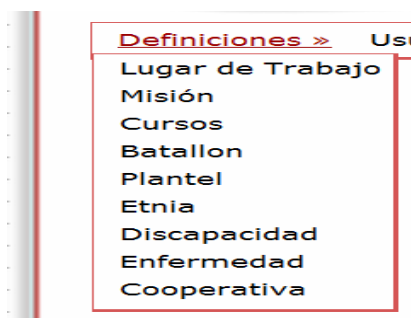 Definiciones »
Lugar de Trabajo
Misión
Cursos
Batallon
Plantel
Etnia
Discapacidad
Enfermedad
Cooperativa